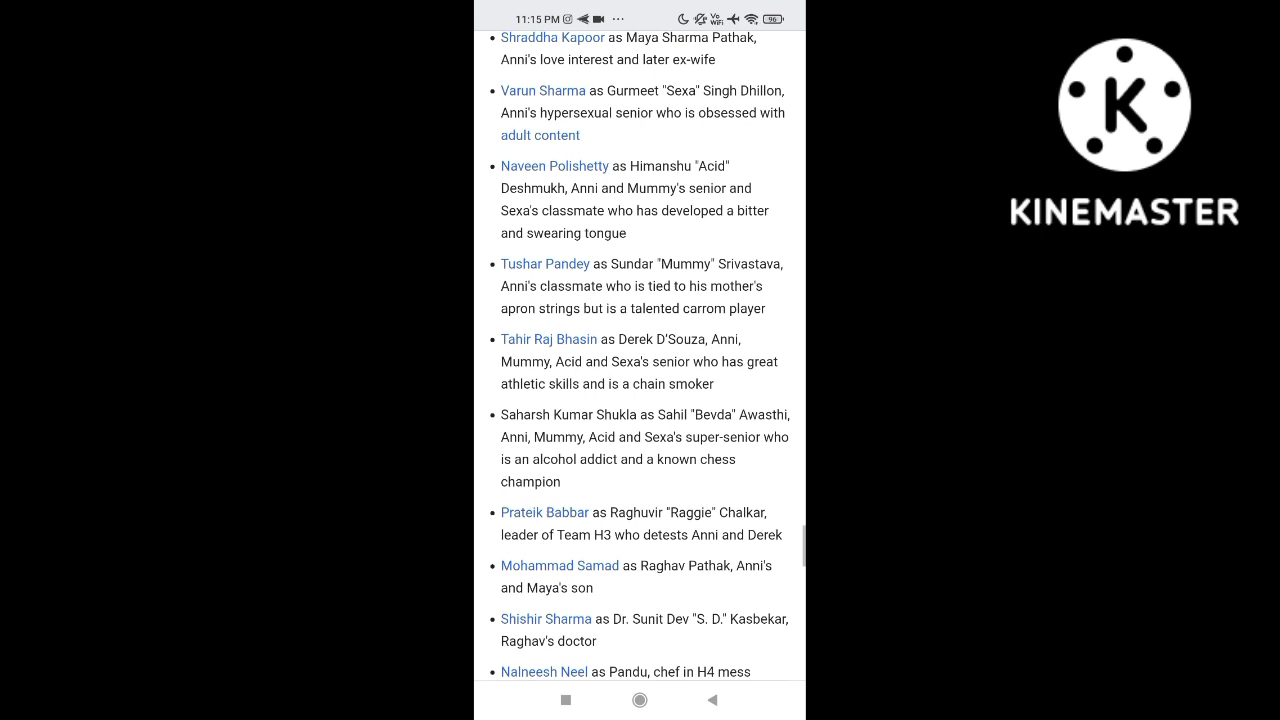 11:15 PM
Vo
WiFi
96
Shraddha Kapoor as Maya Sharma Pathak,
Anni's love interest and later ex-wife
Varun Sharma as Gurmeet "Sexa" Singh Dhillon,
Anni's hypersexual senior who is obsessed with
adult content
Naveen Polishetty as Himanshu "Acid"
Deshmukh, Anni and Mummy's senior and
Sexa's classmate who has developed a bitter
and swearing tongue
Tushar Pandey as Sundar "Mummy" Srivastava,
Anni's classmate who is tied to his mother's
apron strings but is a talented carrom player
Tahir Raj Bhasin as Derek D'Souza, Anni,
Mummy, Acid and Sexa's senior who has great
athletic skills and is a chain smoker
Saharsh Kumar Shukla as Sahil "Bevda" Awasthi,
Anni, Mummy, Acid and Sexa's super-senior who
is an alcohol addict and a known chess
champion
Prateik Babbar as Raghuvir "Raggie" Chalkar,
leader of Team H3 who detests Anni and Derek
Mohammad Samad as Raghav Pathak, Anni's
and Maya's son
Shishir Sharma as Dr. Sunit Dev "S. D." Kasbekar,
Raghav's doctor
Nalneesh Neel as Pandu, chef in H4 mess
K
KINEMASTER